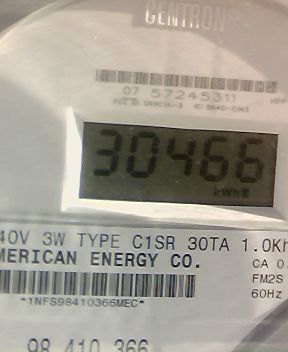 CENTRON®
07 57245311
30466
kWh
40V 3W TYPE C1SR 30TA 1.0Kh
MERICAN ENERGY CO.
CA 0.
FM2S
60Hz
*1NFS98410366MEC*
98 410 366